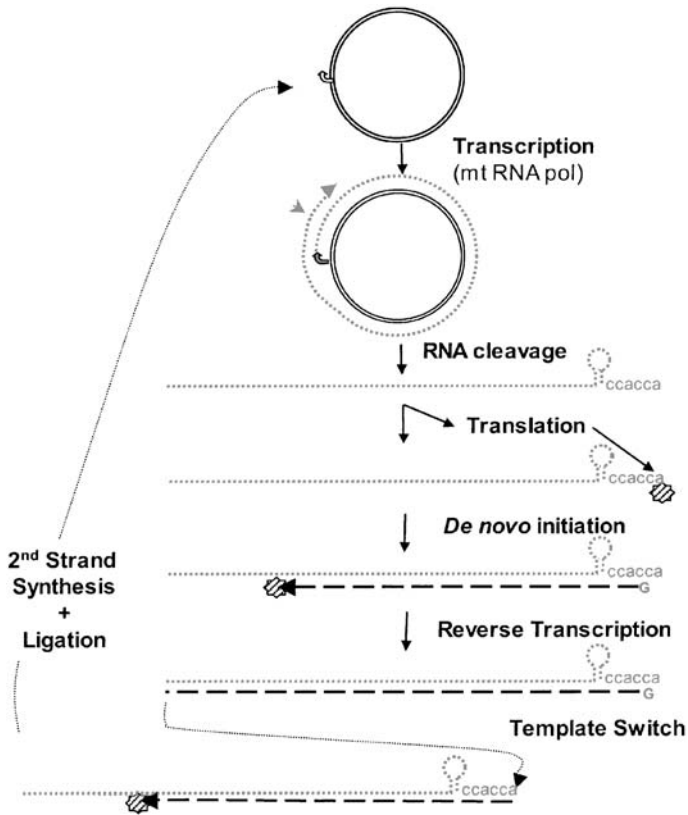 Transcription
(mt RNA pol)
RNA cleavage
ccacca
Translation
ccacca
De novo initiation
ccacca
G
2nd Strand
Synthesis
+
Ligation
Reverse Transcription
ccacca
G
Template Switch
ccacca